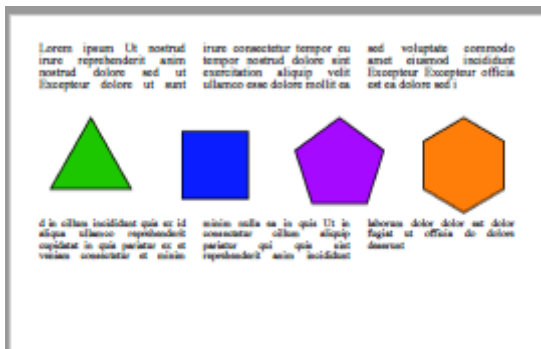 Lorem ipsum Ut nostrud
irure reprehenderit anim
nostrud dolore sed ut
Excepteur dolore ut sunt
irure consectetur tempor eu
tempor nostrud dolore sint
exercitation aliquip velit
ullamco esse dolore mollit ea
sed voluptate commodo
amet eiusmod incididunt
Excepteur Excepteur officia
est ea dolore sed i
d in cillum incididunt quis ex id
aliqua ullamco reprehenderit
cupidatat in quis pariatur ex et
veniam consectetur et minim
minim nulla ea in quis Ut in
consectetur cillum aliquip
pariatur qui quis sint
reprehenderit anim incididunt
laborum dolor dolor est dolor
fugiat ut officia do dolore
deserunt